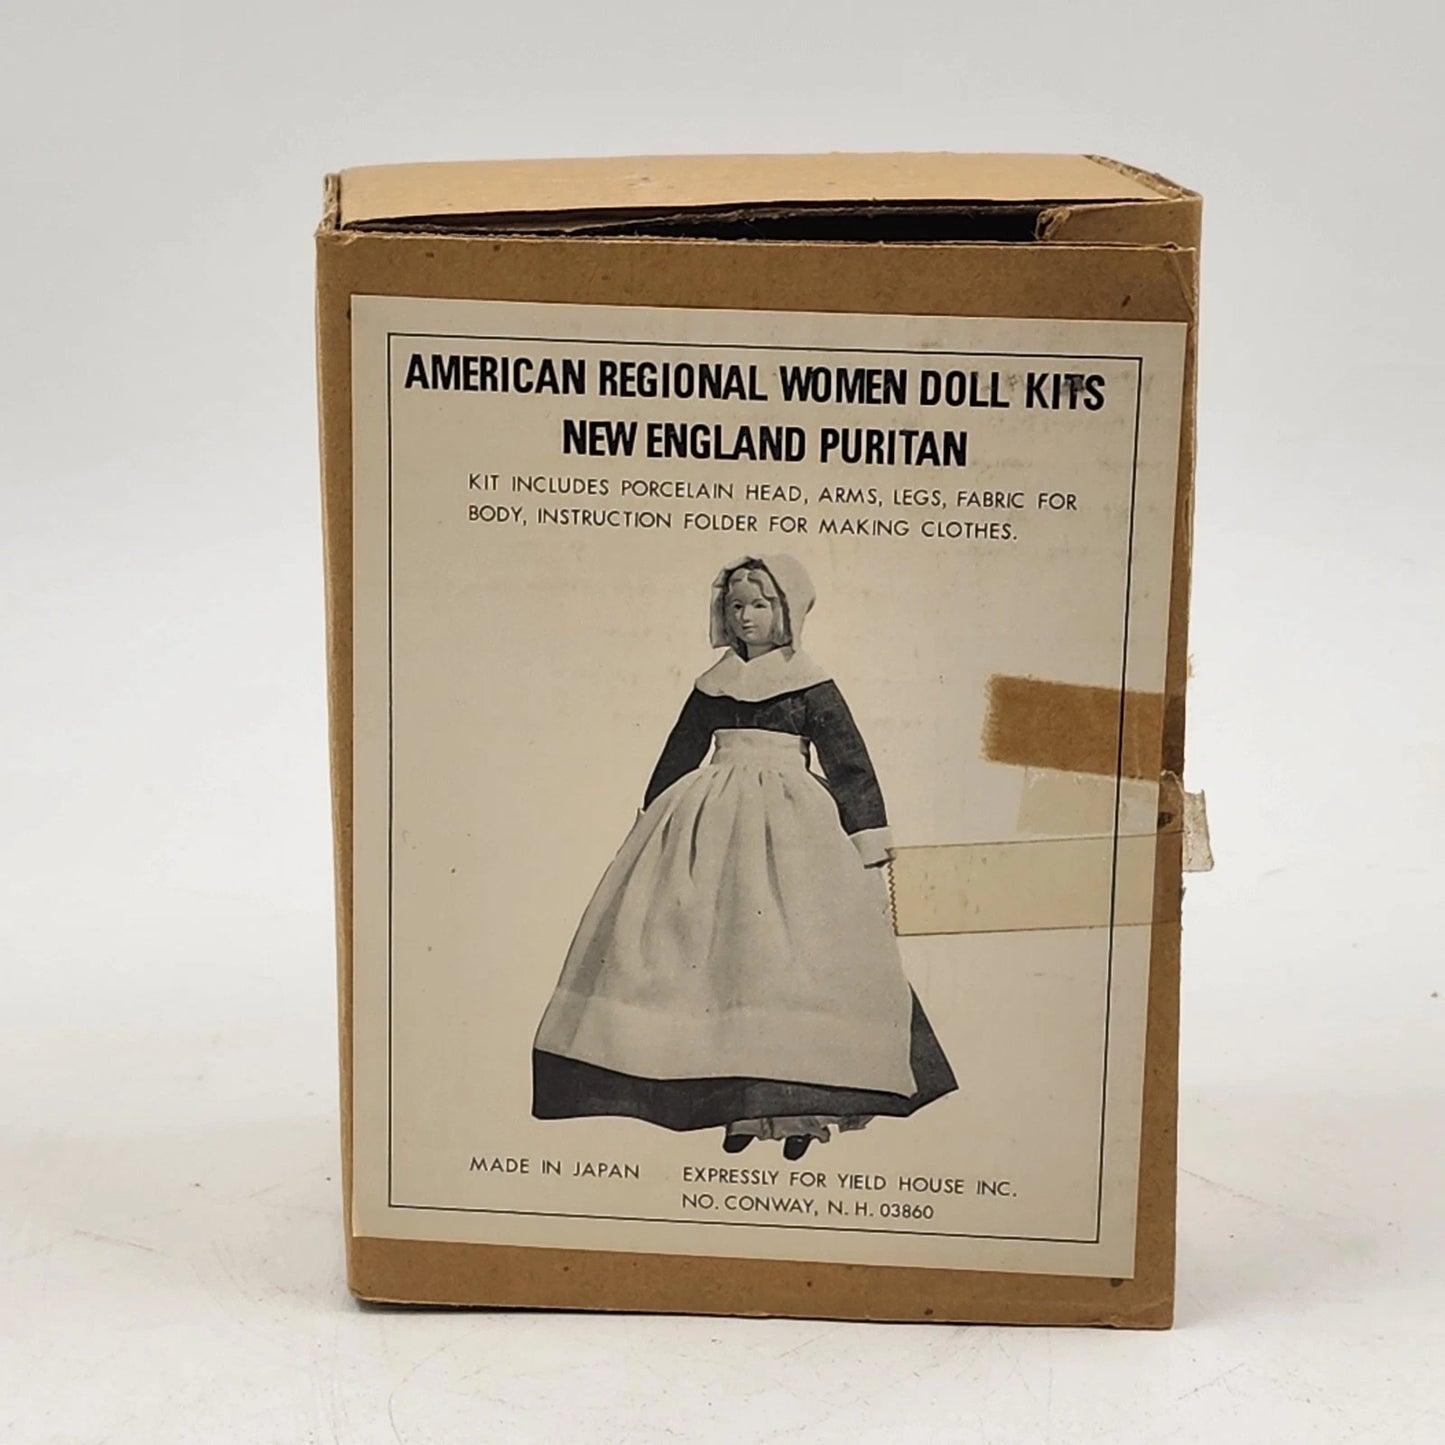 AMERICAN REGIONAL WOMEN DOLL KITS
NEW ENGLAND PURITAN
KIT INCLUDES PORCELAIN HEAD, ARMS, LEGS, FABRIC FOR
BODY, INSTRUCTION FOLDER FOR MAKING CLOTHES.
MADE IN JAPAN
EXPRESSLY FOR YIELD HOUSE INC.
NO. CONWAY, N. H. 03860